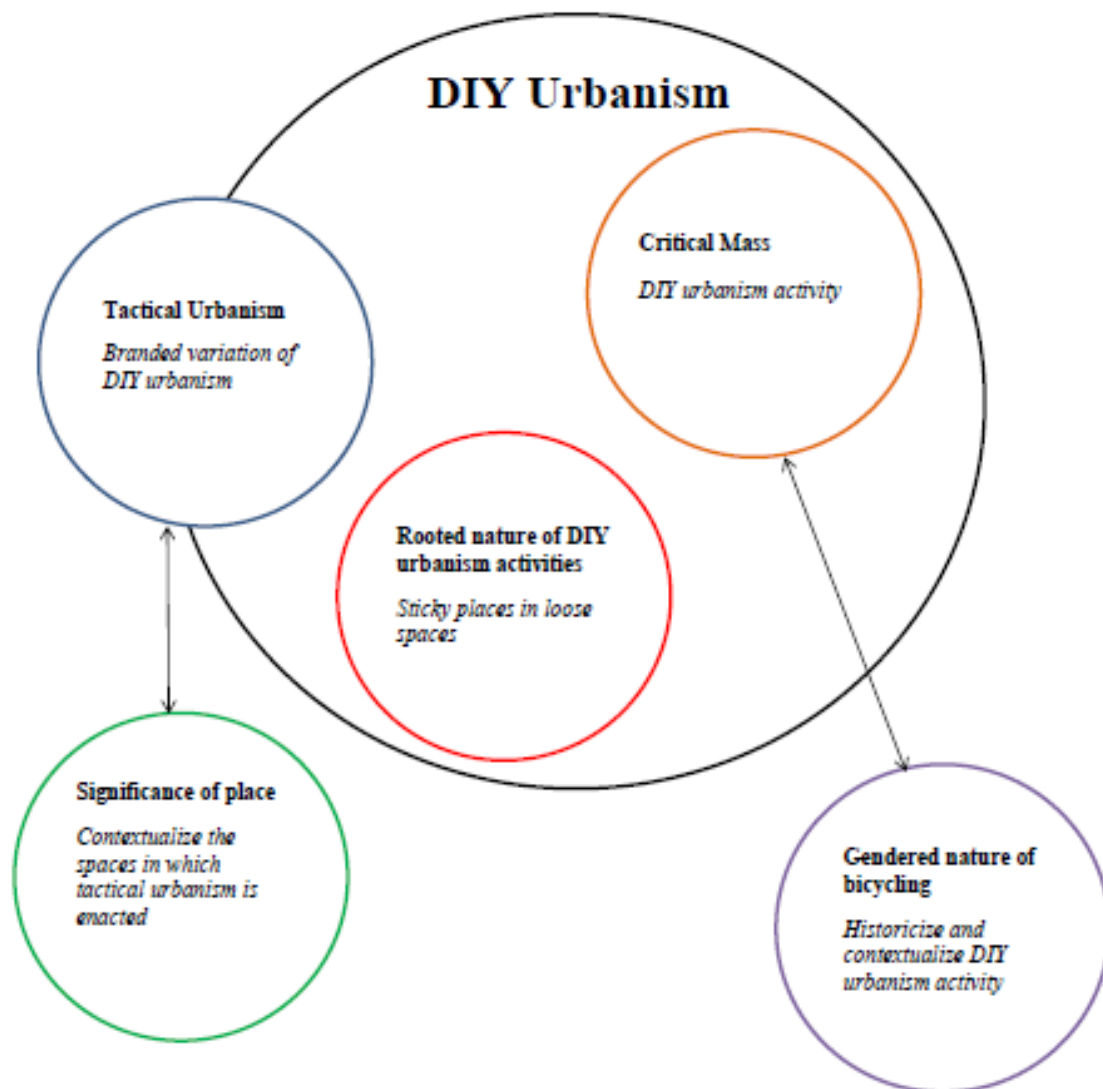 DIY Urbanism
Critical Mass
DIY urbanism activity
Tactical Urbanism
Branded variation of
DIY urbanism
Rooted nature of DIY
urbanism activities
Sticky places in loose
spaces
Significance of place
Contextualize the
spaces in which
tactical urbanism is
enacted
Gendered nature of
bicycling
Historicize and
contextualize DIY
urbanism activity